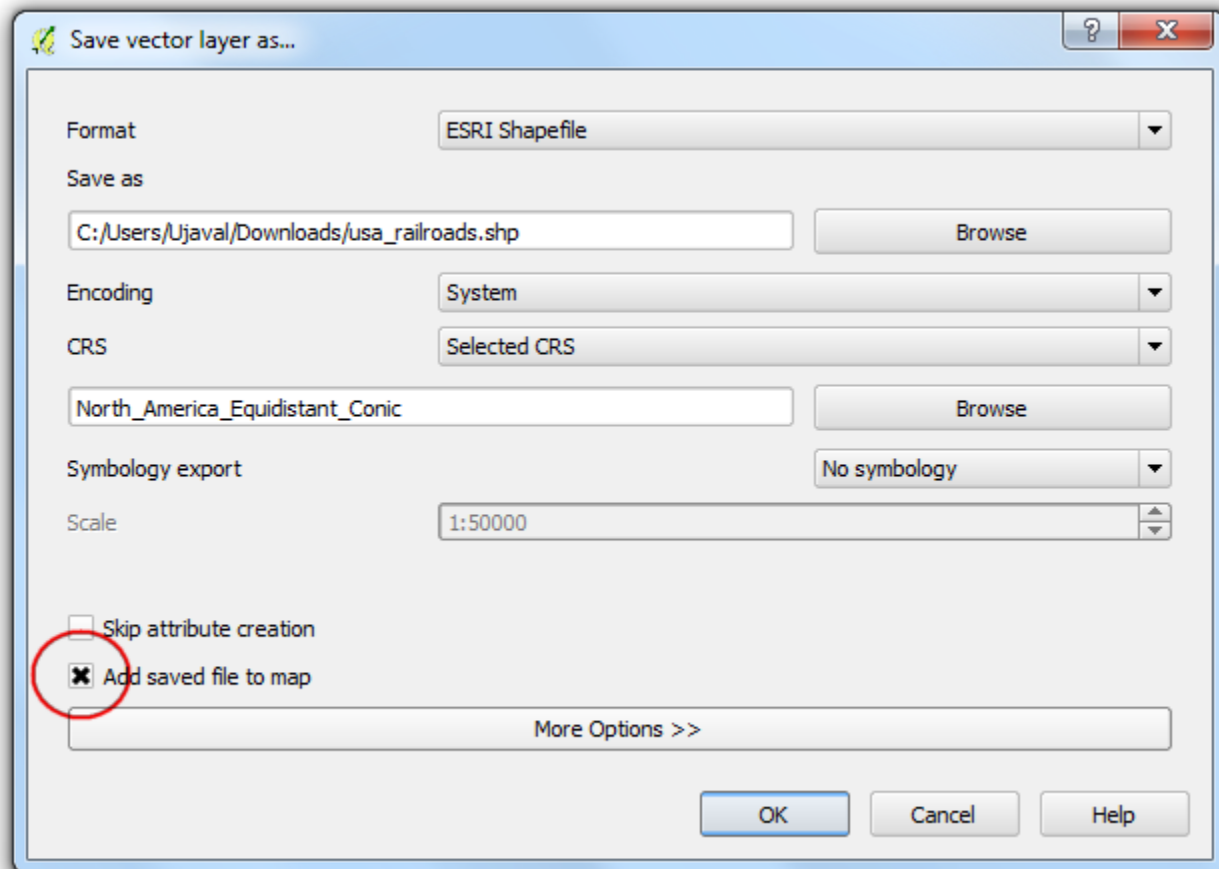 Save vector layer as...
?
Format
ESRI Shapefile
Save as
C:/Users/Ujaval/Downloads/usa_railroads.shp
Browse
Encoding
System
CRS
Selected CRS
North_America_Equidistant_Conic
Browse
Symbology export
No symbology
Scale
1:50000
Skip attribute creation
Add saved file to map
More Options >>
OK
Cancel
Help